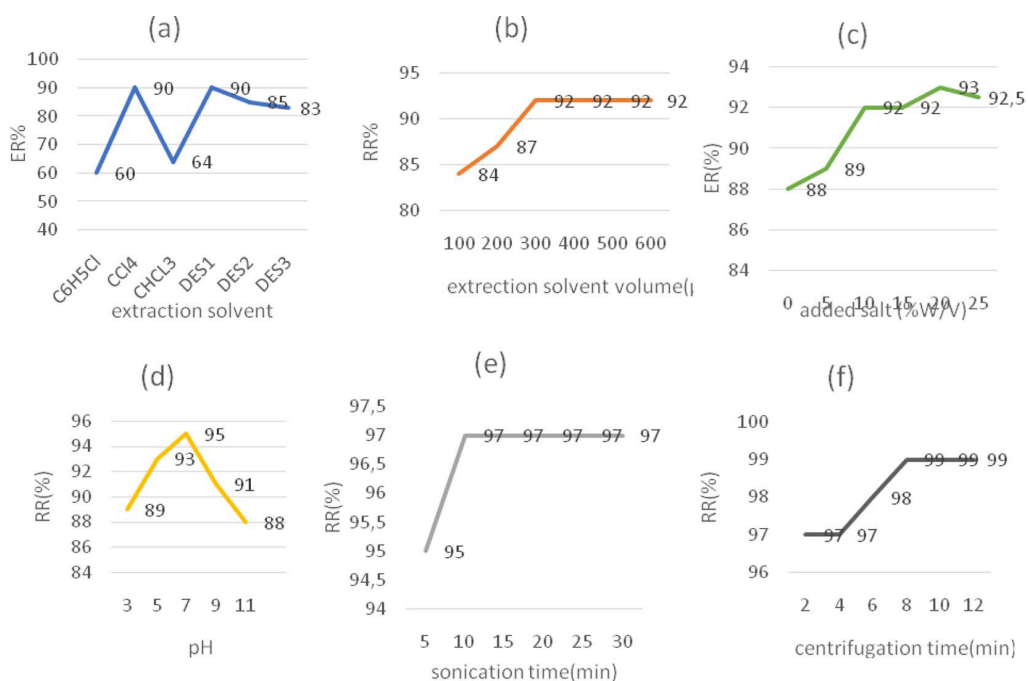 (a)
100
90
80
70
60
50
40
ER%
60
90
64
90
85
83
C6H5Cl
CCl4
CHCL3
DES1
DES2
DES3
extraction solvent
(b)
95
90
85
80
RR%
84
87
92
92
92
92
100 200 300 400 500 600
extrection solvent volume(μ
(c)
94
92
90
88
86
84
ER(%)
88
89
92
92
93
92,5
0 5 10 15 20 25
added salt (%W/V)
(d)
96
94
92
90
88
86
84
RR(%)
89
93
95
91
88
3 5 7 9 11
pH
(e)
97,5
97
96,5
96
95,5
95
94,5
94
RR(%)
95
97
97
97
97
97
5 10 15 20 25 30
sonication time(min)
(f)
100
99
98
97
96
RR(%)
97
97
98
99
99
99
2 4 6 8 10 12
centrifugation time(min)